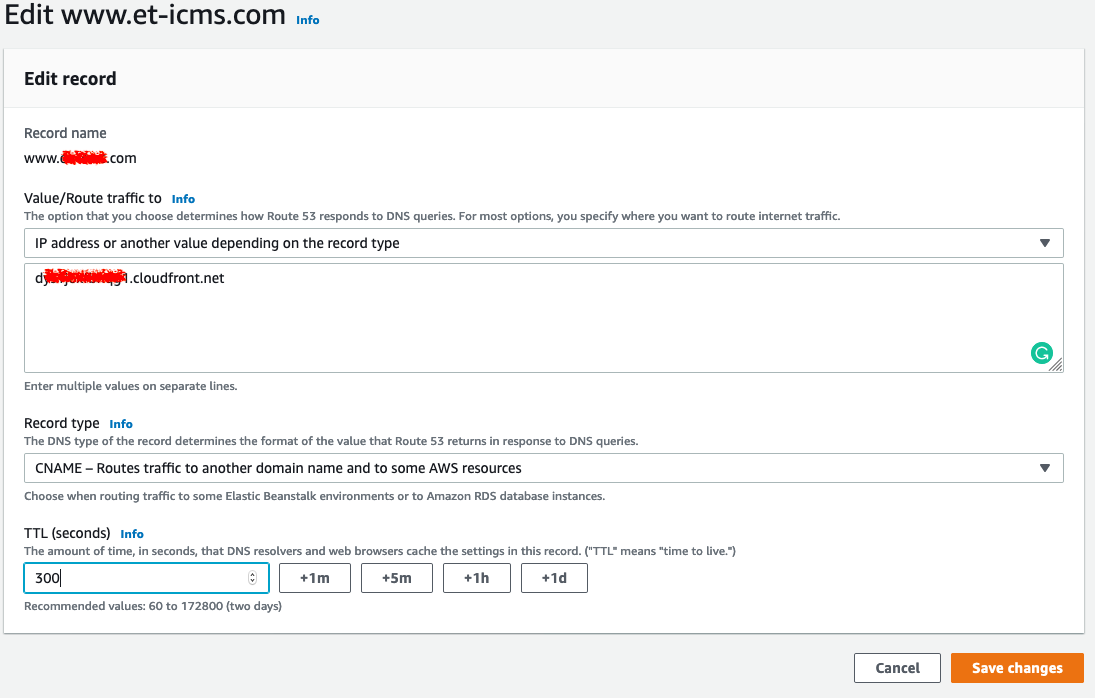 Edit www.et-icms.com Info
Edit record
Record name
www. .com
Value/Route traffic to Info
The option that you choose determines how Route 53 responds to DNS queries. For most options, you specify where you want to route internet traffic.
IP address or another value depending on the record type
.cloudfront.net
Enter multiple values on separate lines.
Record type Info
The DNS type of the record determines the format of the value that Route 53 returns in response to DNS queries.
CNAME – Routes traffic to another domain name and to some AWS resources
Choose when routing traffic to some Elastic Beanstalk environments or to Amazon RDS database instances.
TTL (seconds) Info
The amount of time, in seconds, that DNS resolvers and web browsers cache the settings in this record. ("TTL" means "time to live.")
300 +1m +5m +1h +1d
Recommended values: 60 to 172800 (two days)
Cancel Save changes